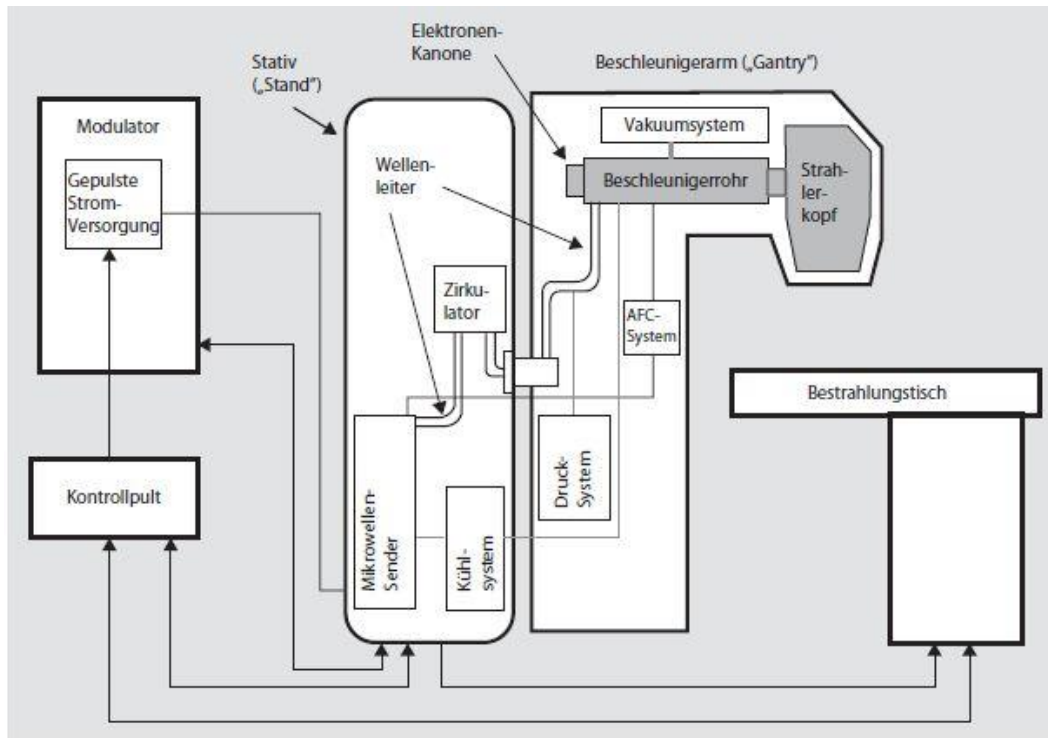 Elektronen-
Kanone
Stativ
(„Stand“)
Beschleunigerarm („Gantry“)
Modulator
Vakuumsystem
Gepulste
Strom-
Versorgung
Wellen-
leiter
Beschleunigerrohr
Strah-
ler-
kopf
Zirku-
lator
AFC-
System
Bestrahlungstisch
Kontrollpult
Mikrowellen-
Sender
Kühl-
system
Druck-
System